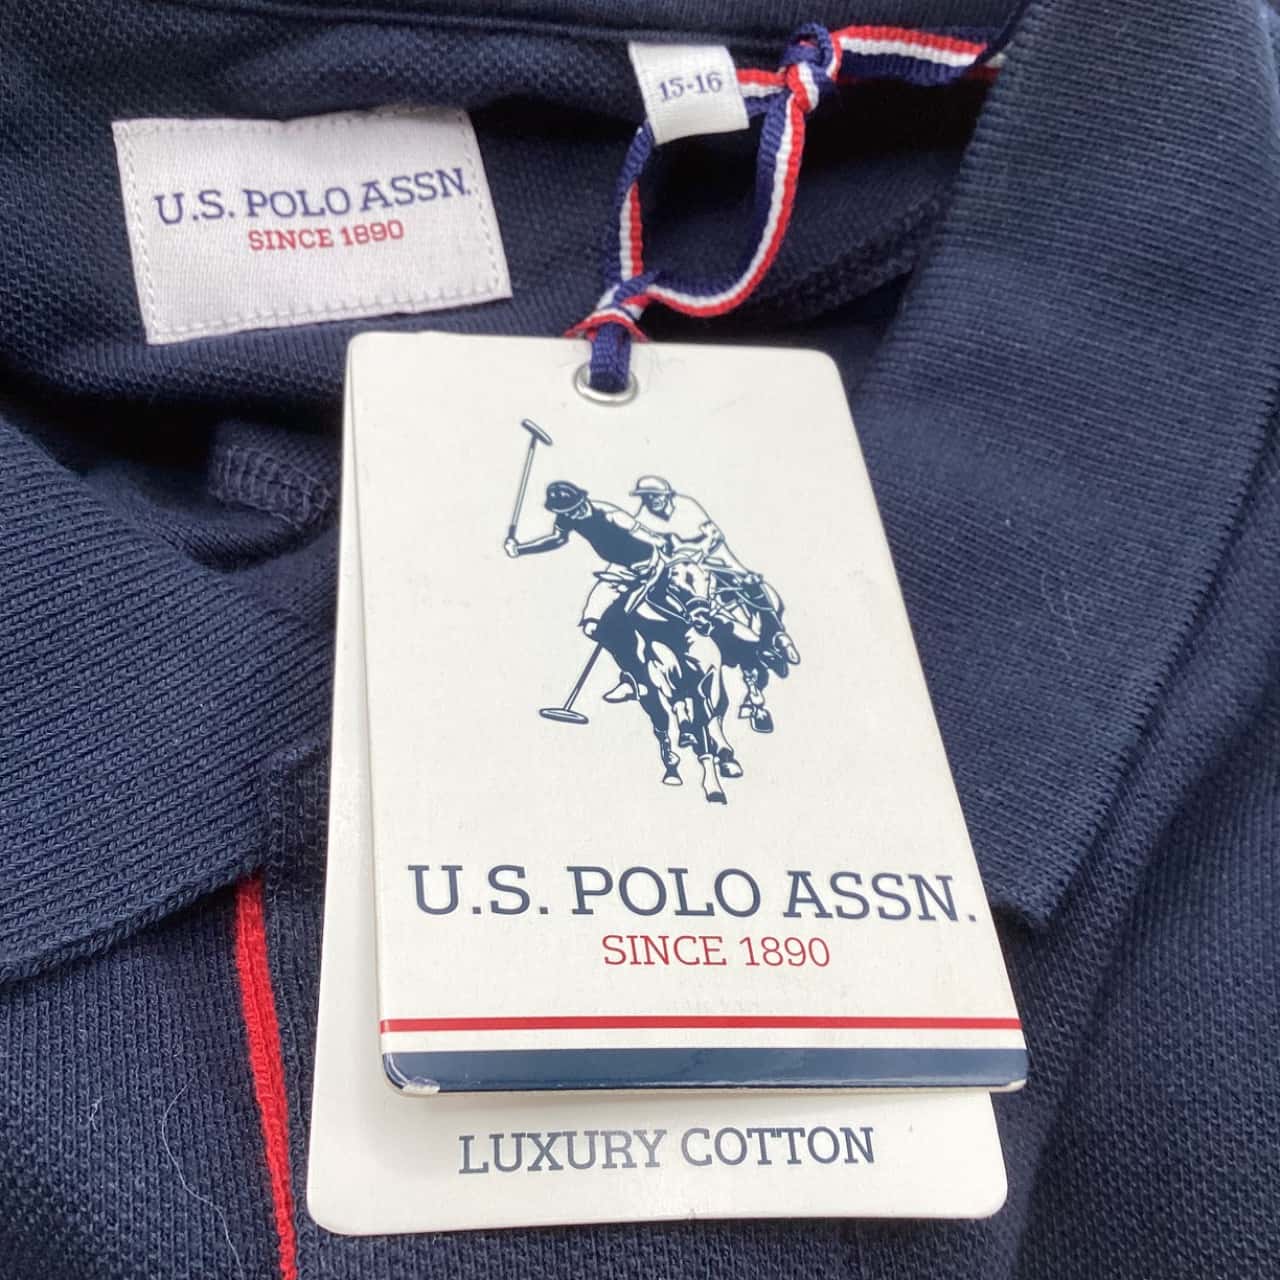 15-16
U.S. POLO ASSN.
SINCE 1890
U.S. POLO ASSN.
SINCE 1890
LUXURY COTTON